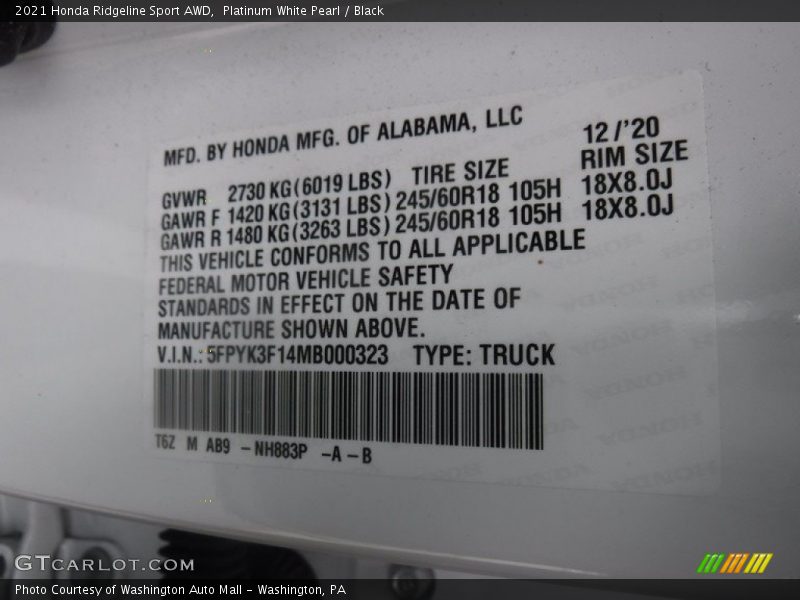 2021 Honda Ridgeline Sport AWD,  Platinum White Pearl / Black
MFD. BY HONDA MFG. OF ALABAMA, LLC 12/'20
GVWR 2730 KG(6019 LBS) TIRE SIZE RIM SIZE
GAWR F 1420 KG(3131 LBS) 245/60R18 105H 18X8.0J
GAWR R 1480 KG(3263 LBS) 245/60R18 105H 18X8.0J
THIS VEHICLE CONFORMS TO ALL APPLICABLE
FEDERAL MOTOR VEHICLE SAFETY
STANDARDS IN EFFECT ON THE DATE OF
MANUFACTURE SHOWN ABOVE.
V.I.N.: 5FPYK3F14MB000323 TYPE: TRUCK
T6Z M AB9 -NH883P -A-B
GTCARLOT.COM
Photo Courtesy of Washington Auto Mall - Washington, PA